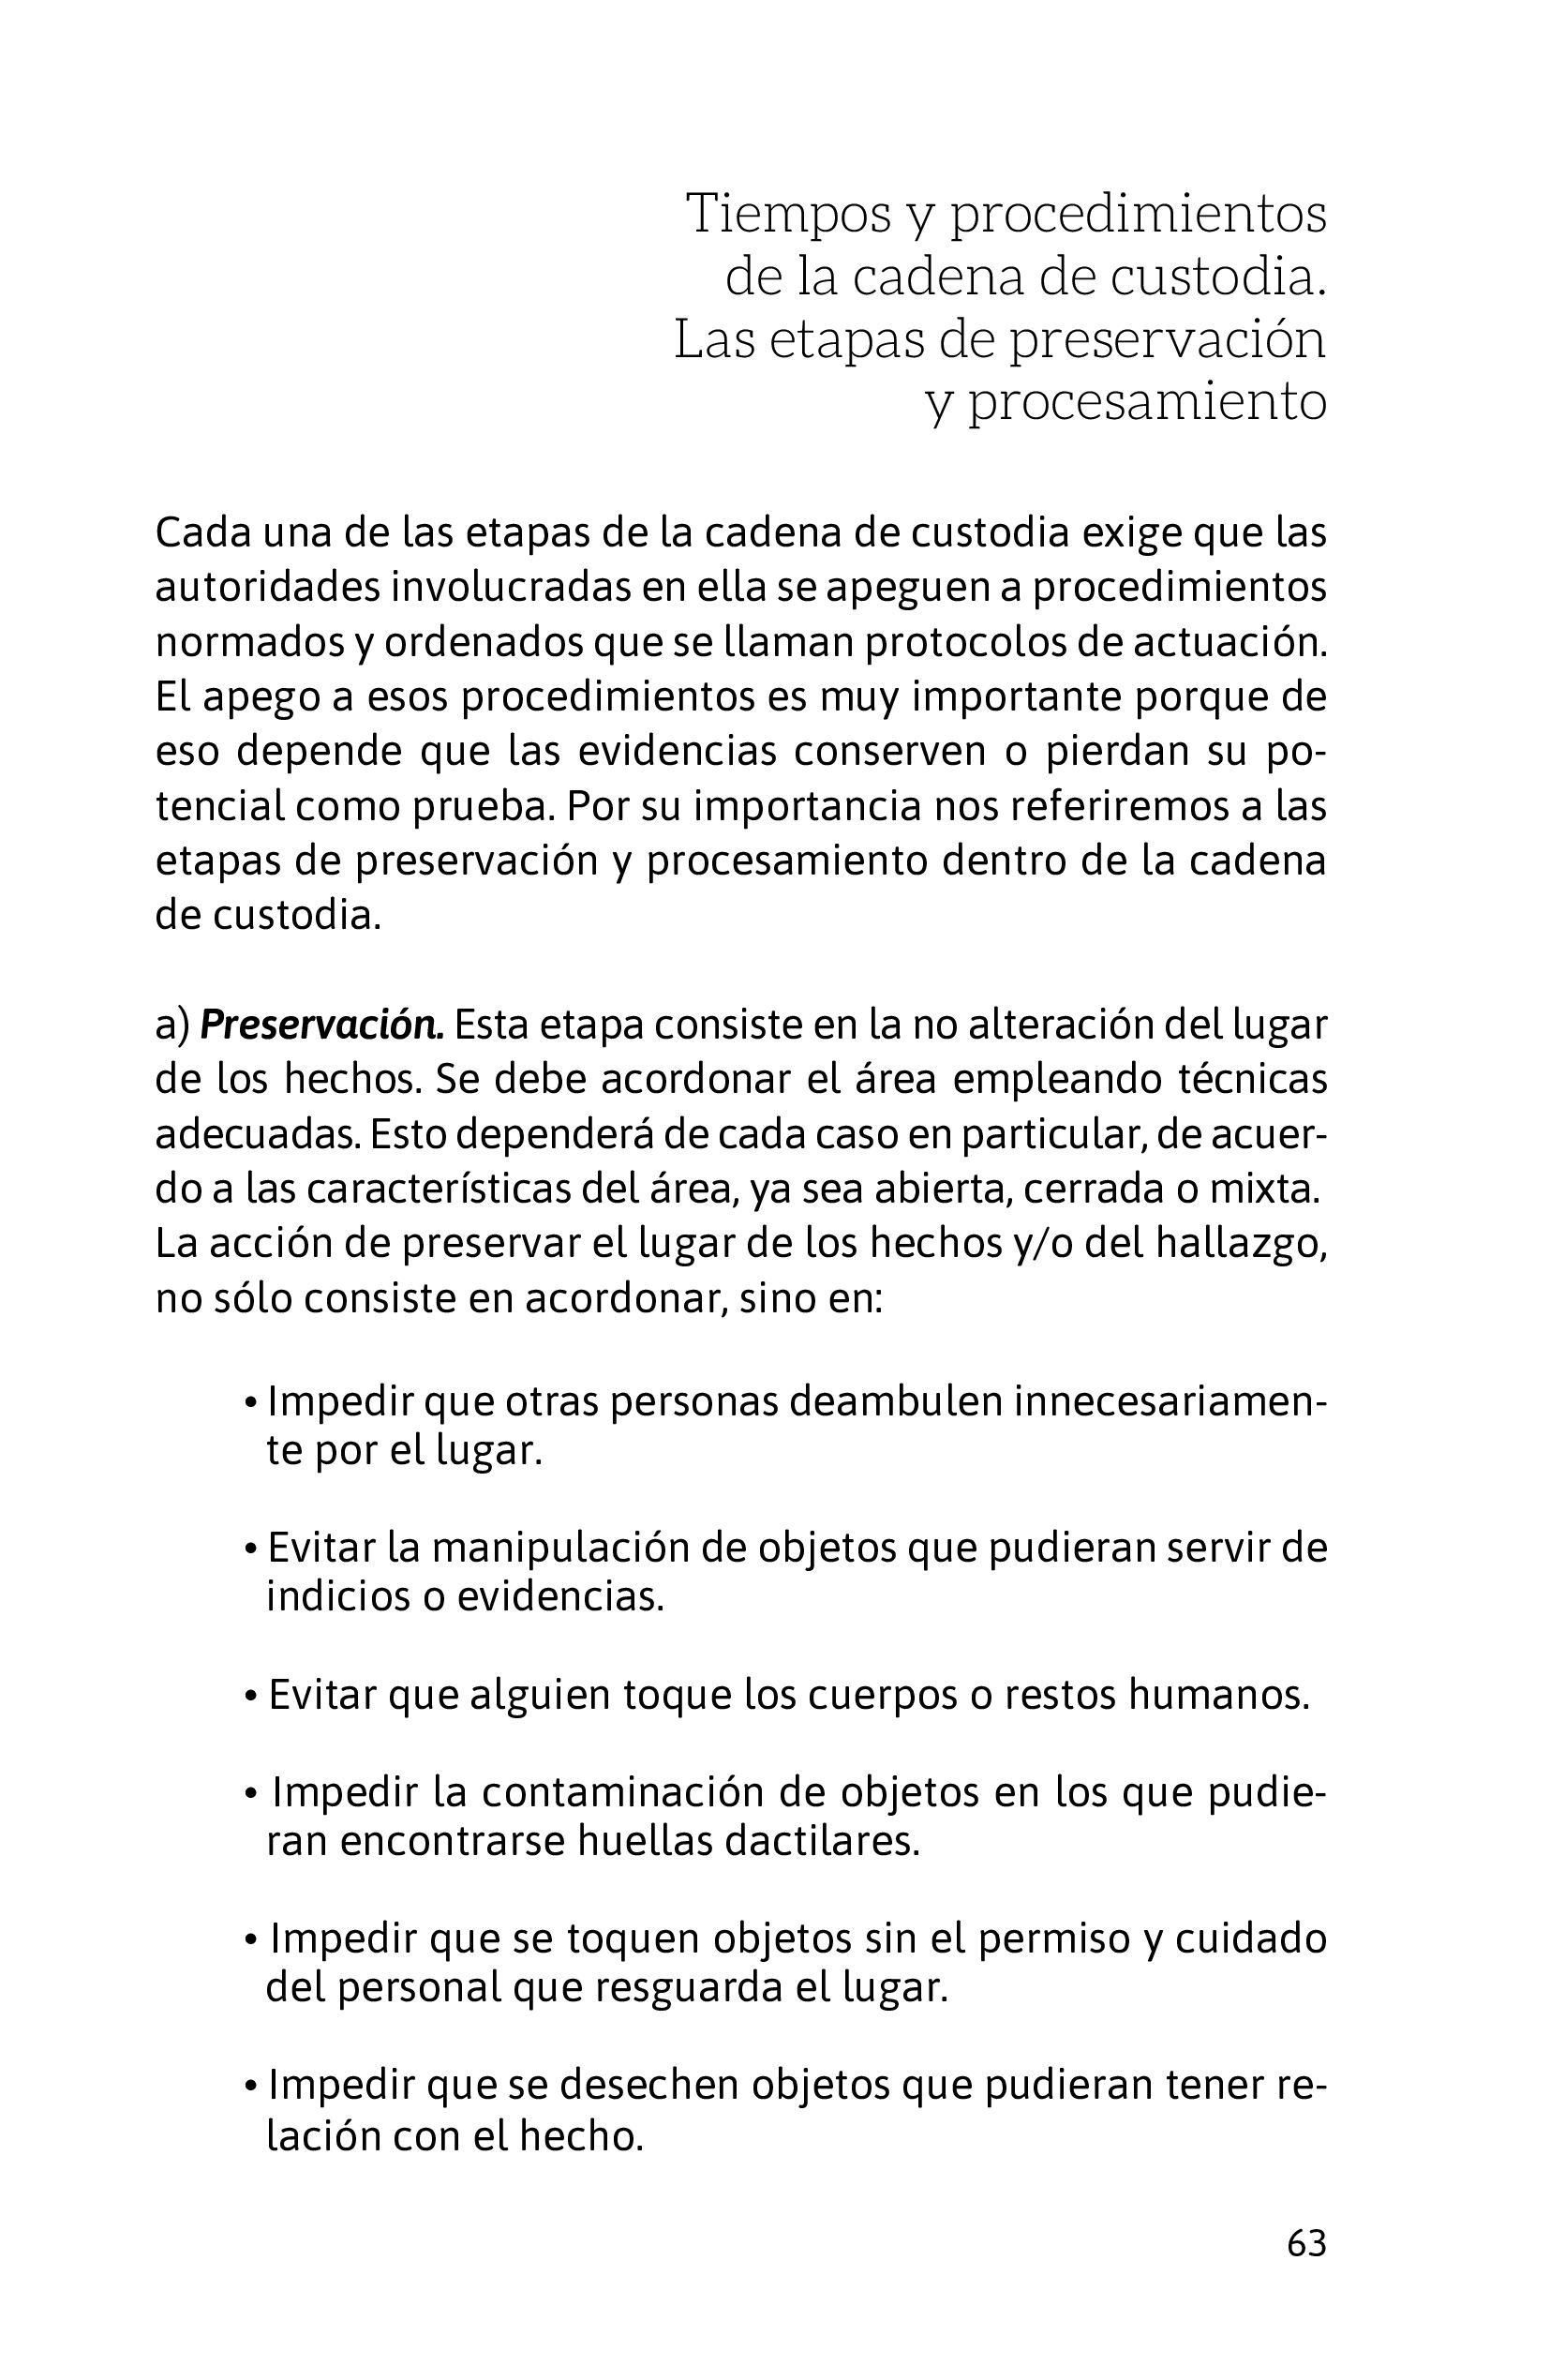 Tiempos y procedimientos
de la cadena de custodia.
Las etapas de preservación
y procesamiento
Cada una de las etapas de la cadena de custodia exige que las
autoridades involucradas en ella se apeguen a procedimientos
normados y ordenados que se llaman protocolos de actuación.
El apego a esos procedimientos es muy importante porque de
eso depende que las evidencias conserven o pierdan su po-
tencial como prueba. Por su importancia nos referiremos a las
etapas de preservación y procesamiento dentro de la cadena
de custodia.
a) Preservación. Esta etapa consiste en la no alteración del lugar
de los hechos. Se debe acordonar el área empleando técnicas
adecuadas. Esto dependerá de cada caso en particular, de acuer-
do a las características del área, ya sea abierta, cerrada o mixta.
La acción de preservar el lugar de los hechos y/o del hallazgo,
no sólo consiste en acordonar, sino en:
• Impedir que otras personas deambulen innecesariamen-
te por el lugar.
• Evitar la manipulación de objetos que pudieran servir de
indicios o evidencias.
• Evitar que alguien toque los cuerpos o restos humanos.
• Impedir la contaminación de objetos en los que pudie-
ran encontrarse huellas dactilares.
• Impedir que se toquen objetos sin el permiso y cuidado
del personal que resguarda el lugar.
• Impedir que se desechen objetos que pudieran tener re-
lación con el hecho.
63